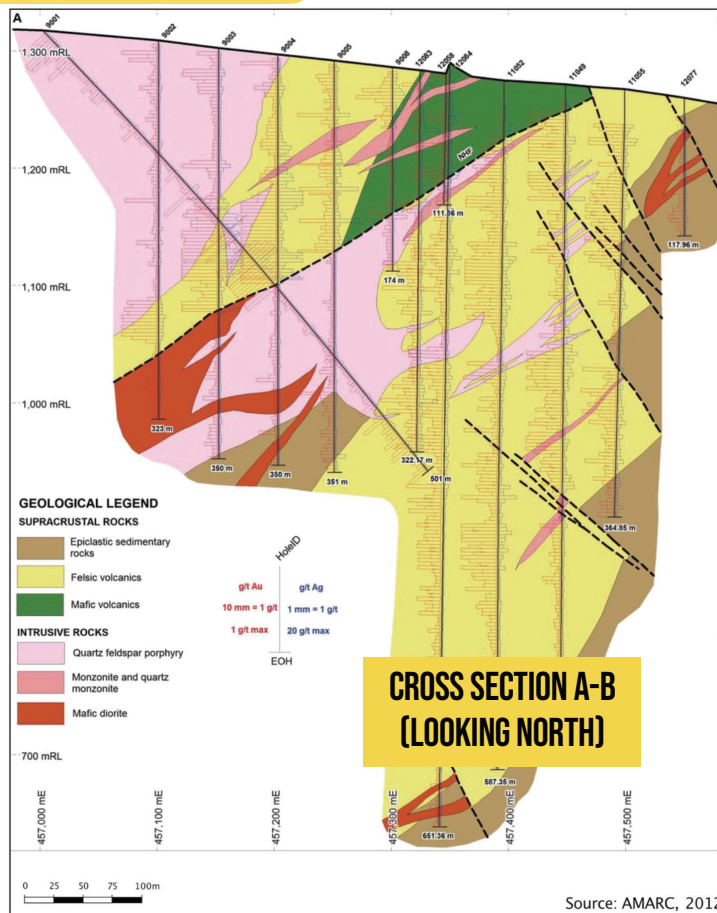 A
9001
9002
9003
9004
9005
9008
12083
12058
12084
11052
11049
11055
12077
1,300 mRL
1,200 mRL
1,100 mRL
1,000 mRL
700 mRL
NHF
111.86 m
117.96 m
174 m
323 m
350 m
350 m
351 m
322.17 m
501 m
364.85 m
587.35 m
651.36 m
GEOLOGICAL LEGEND
SUPRACRUSTAL ROCKS
Epiclastic sedimentary
rocks
Felsic volcanics
Mafic volcanics
INTRUSIVE ROCKS
Quartz feldspar porphyry
Monzonite and quartz
monzonite
Mafic diorite
HoleID
g/t Au
g/t Ag
10 mm = 1 g/t
1 mm = 1 g/t
1 g/t max
20 g/t max
EOH
CROSS SECTION A-B
(LOOKING NORTH)
457,000 mE
457,100 mE
457,200 mE
457,300 mE
457,400 mE
457,500 mE
0 25 50 75 100m
Source: AMARC, 2012